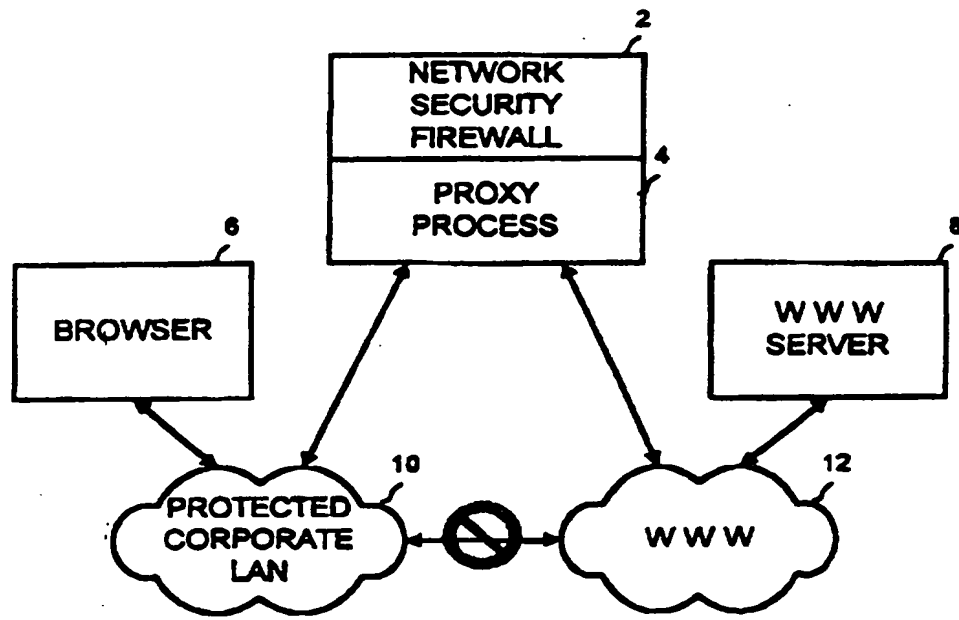 2
NETWORK
SECURITY
FIREWALL
4
PROXY
PROCESS
6
BROWSER
8
W W W
SERVER
10
PROTECTED
CORPORATE
LAN
12
W W W